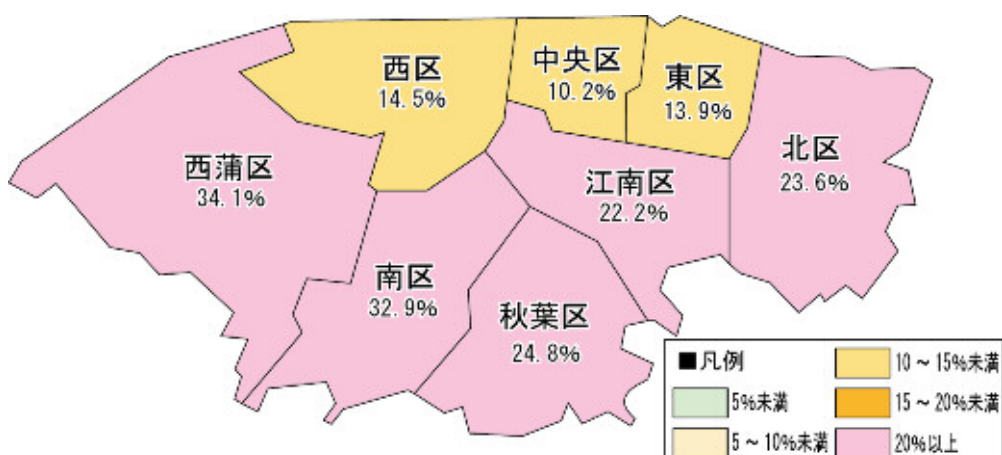 西区
14.5%
中央区
10.2%
東区
13.9%
西蒲区
34.1%
江南区
22.2%
北区
23.6%
南区
32.9%
秋葉区
24.8%
■凡例
5%未満
5～10%未満
10～15%未満
15～20%未満
20%以上